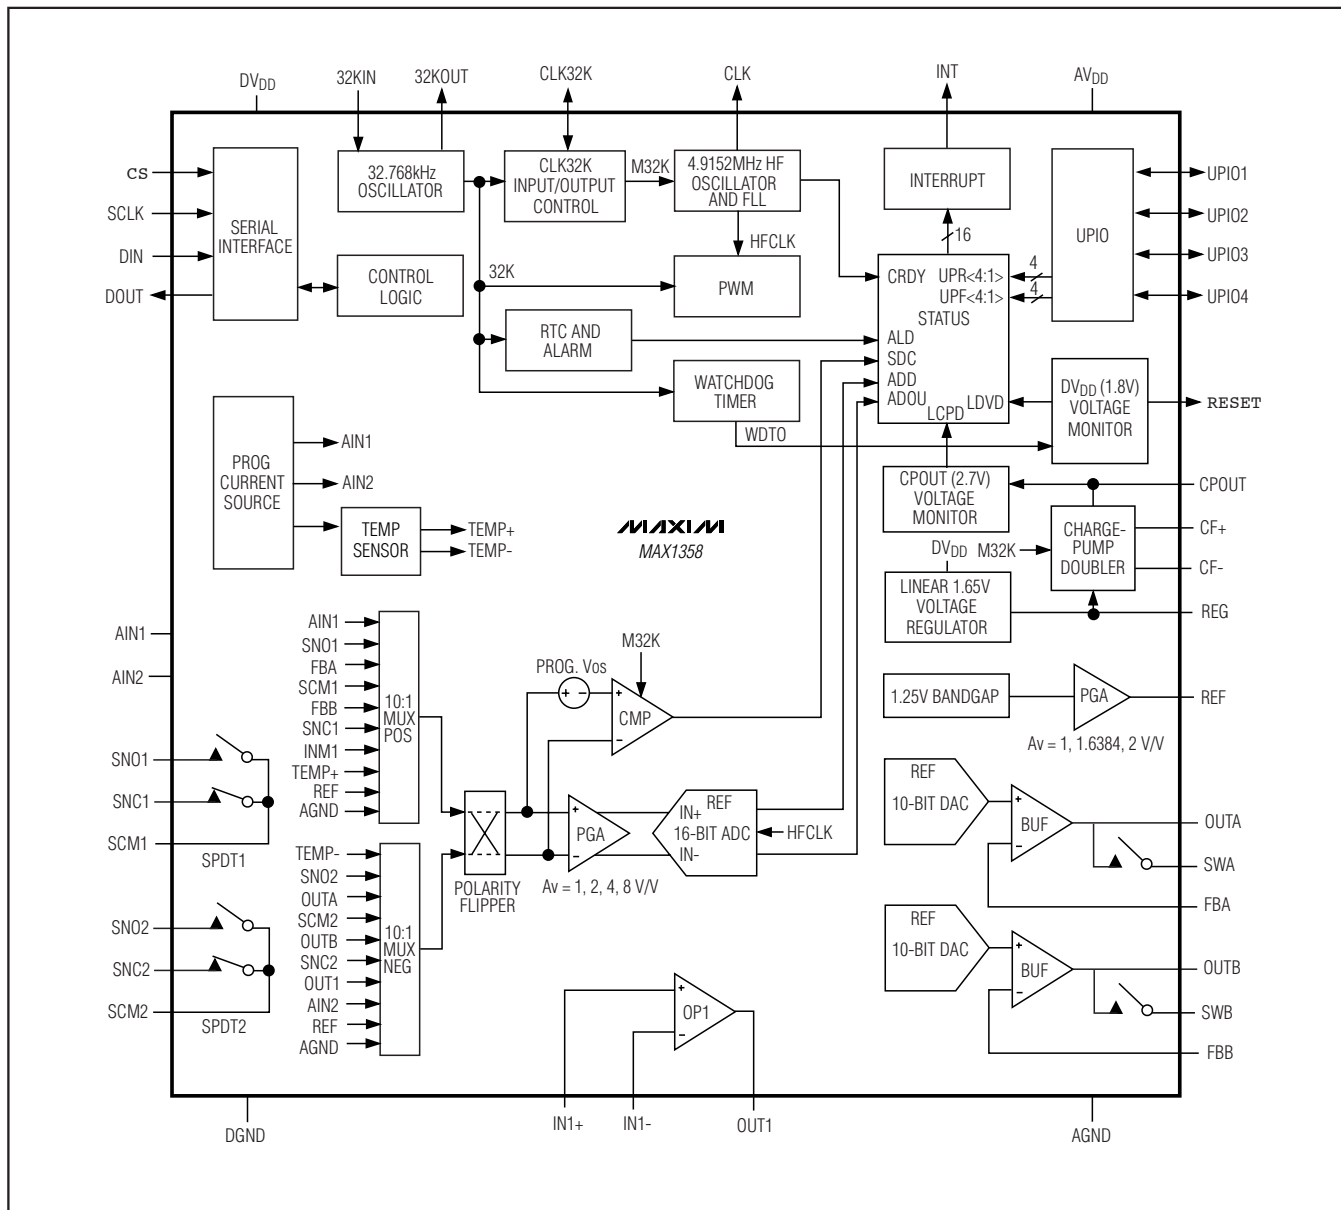 DVDD
32KIN
32KOUT
CLK32K
CLK
INT
AVDD
CS
SCLK
DIN
DOUT
SERIAL
INTERFACE
32.768kHz
OSCILLATOR
CLK32K
INPUT/OUTPUT
CONTROL
M32K
4.9152MHz HF
OSCILLATOR
AND FLL
INTERRUPT
UPIO
UPIO1
UPIO2
UPIO3
UPIO4
CONTROL
LOGIC
32K
HFCLK
PWM
16
CRDY
UPR<4:1>
4
UPF<4:1>
4
STATUS
ALD
SDC
ADD
ADOU
LDVD
LCPD
RTC AND
ALARM
WATCHDOG
TIMER
WDTO
DVDD (1.8V)
VOLTAGE
MONITOR
RESET
PROG
CURRENT
SOURCE
AIN1
AIN2
TEMP
SENSOR
TEMP+
TEMP-
MAXIM
MAX1358
CPOUT (2.7V)
VOLTAGE
MONITOR
CPOUT
CHARGE-
PUMP
DOUBLER
CF+
CF-
DVDD
M32K
LINEAR 1.65V
VOLTAGE
REGULATOR
REG
AIN1
AIN2
AIN1
SNO1
FBA
SCM1
FBB
SNC1
INM1
TEMP+
REF
AGND
10:1
MUX
POS
PROG. Vos
+ -
M32K
+
CMP
-
1.25V BANDGAP
PGA
REF
Av = 1, 1.6384, 2 V/V
SNO1
SNC1
SCM1
SPDT1
POLARITY
FLIPPER
+
PGA
-
Av = 1, 2, 4, 8 V/V
IN+
REF
16-BIT ADC
IN-
HFCLK
REF
10-BIT DAC
+
BUF
-
OUTA
SWA
FBA
TEMP-
SNO2
OUTA
SCM2
OUTB
SNC2
OUT1
AIN2
REF
AGND
10:1
MUX
NEG
SNO2
SNC2
SCM2
SPDT2
REF
10-BIT DAC
+
BUF
-
OUTB
SWB
FBB
+
OP1
-
DGND
IN1+
IN1-
OUT1
AGND